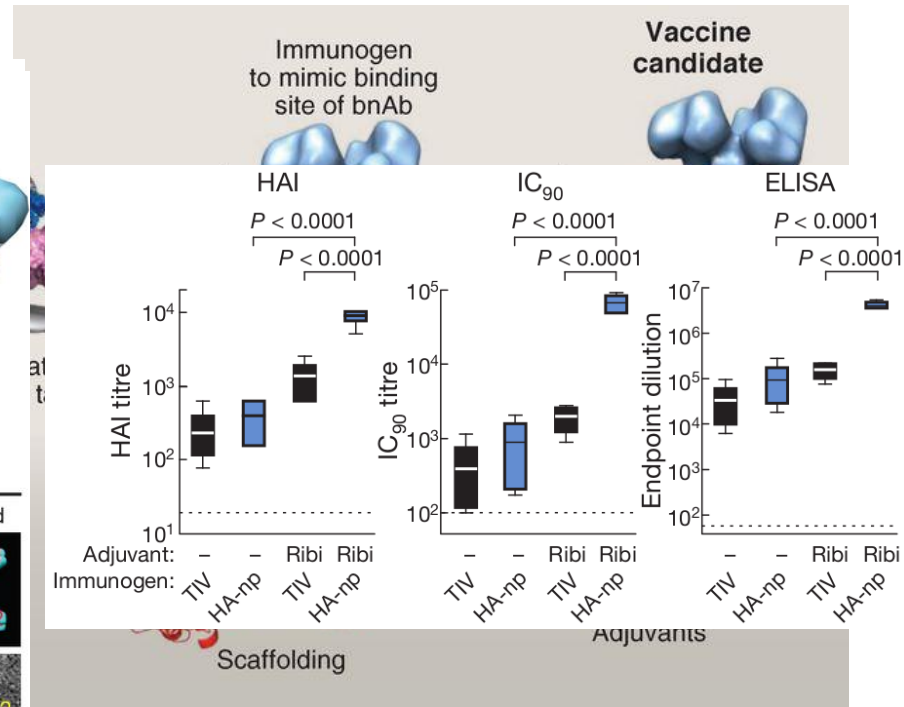 Immunogen
to mimic binding
site of bnAb
Vaccine
candidate
HAI
IC90
ELISA
P < 0.0001
P < 0.0001
P < 0.0001
P < 0.0001
P < 0.0001
P < 0.0001
HAI titre
10^4
10^3
10^2
10^1
IC90 titre
10^5
10^4
10^3
10^2
Endpoint dilution
10^7
10^6
10^5
10^4
10^3
10^2
Adjuvant: – – Ribi Ribi – – Ribi Ribi – – Ribi Ribi
Immunogen: TIV HA-np TIV HA-np TIV HA-np TIV HA-np TIV HA-np TIV HA-np
Scaffolding
Adjuvants